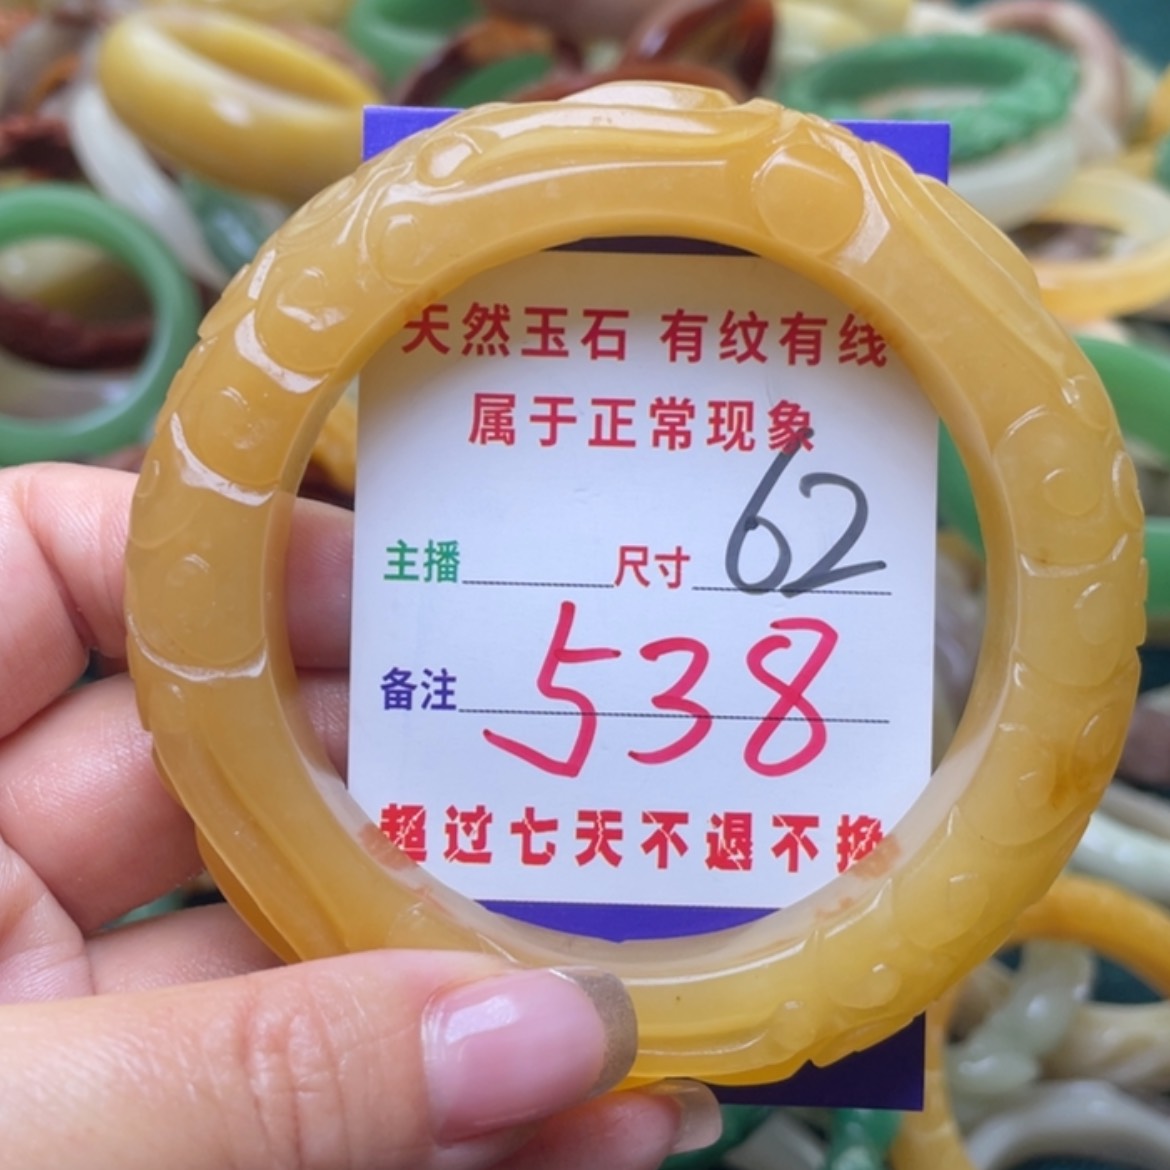 天然玉石 有纹有线
属于正常现象
主播 尺寸 62
备注 538
超过七天不退不换